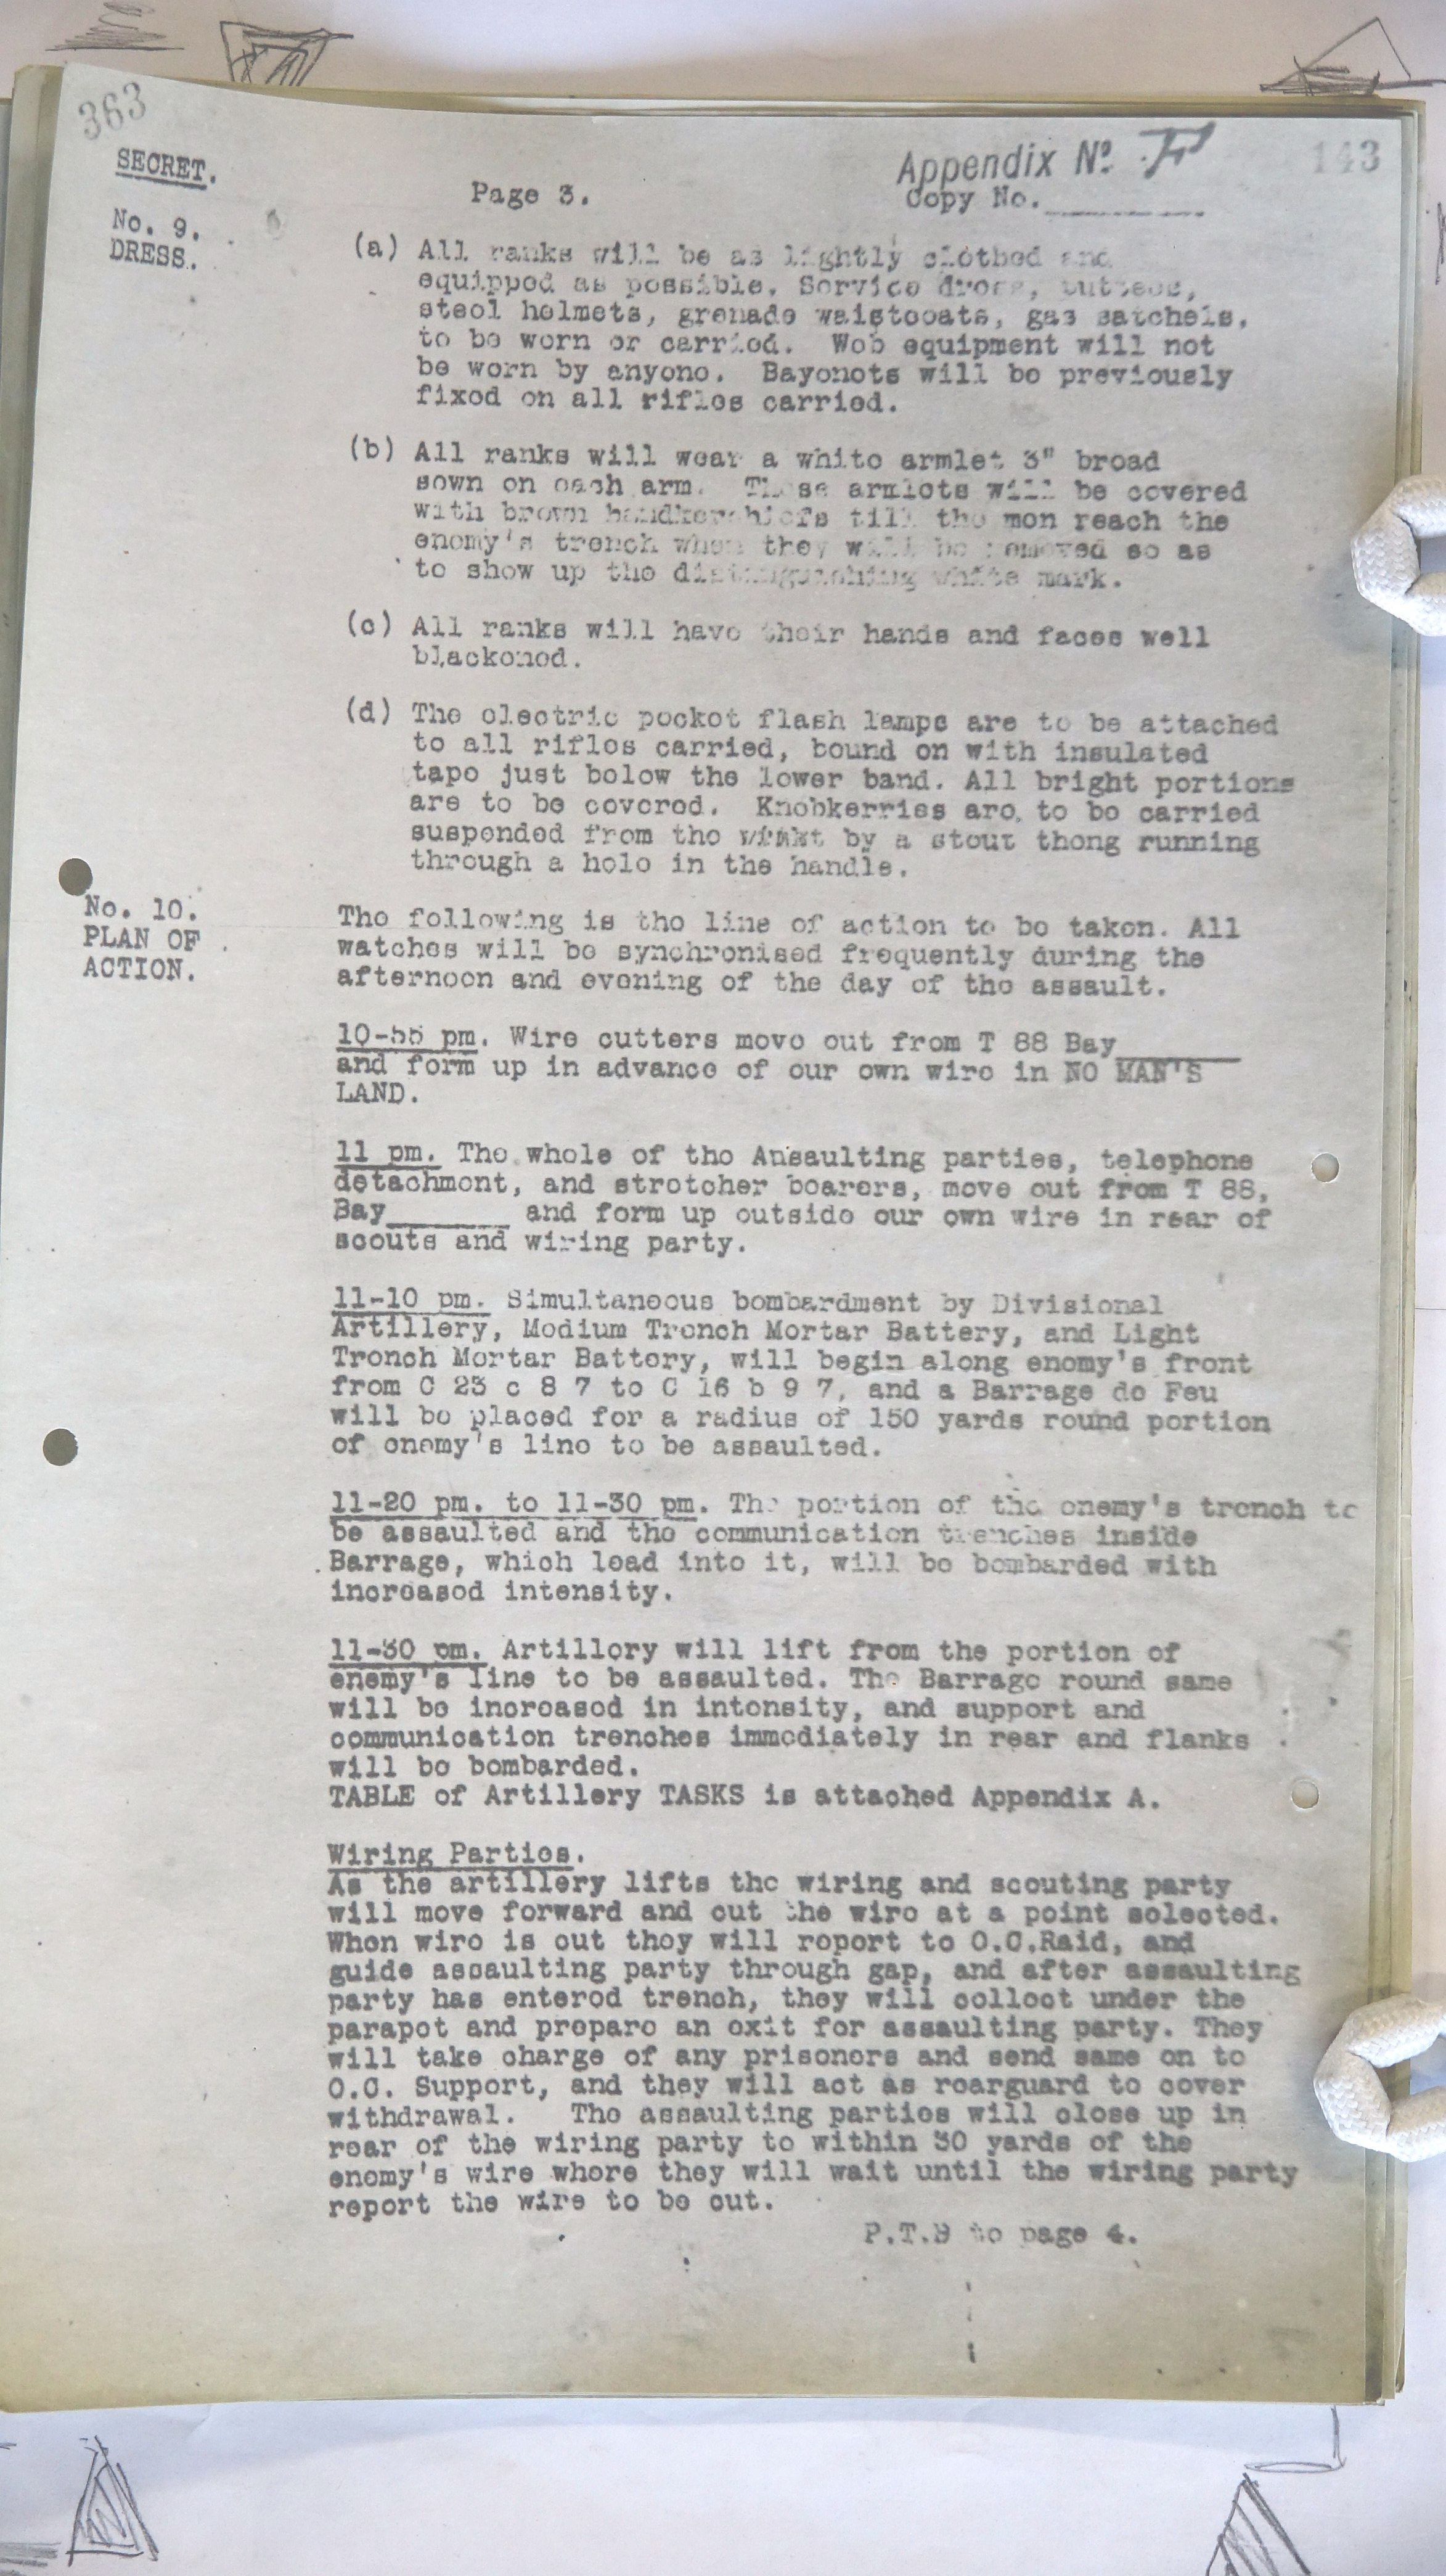 363
SECRET.
Appendix Nº F
143
Page 3.
Copy No. ________
No. 9.
DRESS.
(a) All ranks will be as lightly clothed and
equipped as possible. Service dress, puttees,
steel helmets, grenade waistcoats, gas satchels,
to be worn or carried. Web equipment will not
be worn by anyone. Bayonets will be previously
fixed on all rifles carried.
(b) All ranks will wear a white armlet 3" broad
sewn on each arm. These armlets will be covered
with brown handkerchiefs till the men reach the
enemy's trench when they will be removed so as
to show up the distinguishing white mark.
(c) All ranks will have their hands and faces well
blackened.
(d) The electric pocket flash lamps are to be attached
to all rifles carried, bound on with insulated
tape just below the lower band. All bright portions
are to be covered. Knobkerries are to be carried
suspended from the by a stout thong running
through a hole in the handle.
No. 10.
PLAN OF
ACTION.
The following is the line of action to be taken. All
watches will be synchronised frequently during the
afternoon and evening of the day of the assault.
10-55 pm. Wire cutters move out from T 88 Bay________
and form up in advance of our own wire in NO MAN'S
LAND.
11 pm. The whole of the Assaulting parties, telephone
detachment, and stretcher bearers, move out from T 88,
Bay________ and form up outside our own wire in rear of
scouts and wiring party.
11-10 pm. Simultaneous bombardment by Divisional
Artillery, Medium Trench Mortar Battery, and Light
Trench Mortar Battery, will begin along enemy's front
from C 23 c 8 7 to C 16 b 9 7, and a Barrage de Feu
will be placed for a radius of 150 yards round portion
of enemy's line to be assaulted.
11-20 pm. to 11-30 pm. The portion of the enemy's trench to
be assaulted and the communication trenches inside
Barrage, which lead into it, will be bombarded with
increased intensity.
11-30 pm. Artillery will lift from the portion of
enemy's line to be assaulted. The Barrage round same
will be increased in intensity, and support and
communication trenches immediately in rear and flanks
will be bombarded.
TABLE of Artillery TASKS is attached Appendix A.
Wiring Parties.
As the artillery lifts the wiring and scouting party
will move forward and cut the wire at a point selected.
When wire is cut they will report to O.C.Raid, and
guide assaulting party through gap, and after assaulting
party has entered trench, they will collect under the
parapet and prepare an exit for assaulting party. They
will take charge of any prisoners and send same on to
O.C. Support, and they will act as rearguard to cover
withdrawal. The assaulting parties will close up in
rear of the wiring party to within 30 yards of the
enemy's wire where they will wait until the wiring party
report the wire to be cut.
P.T.O to page 4.